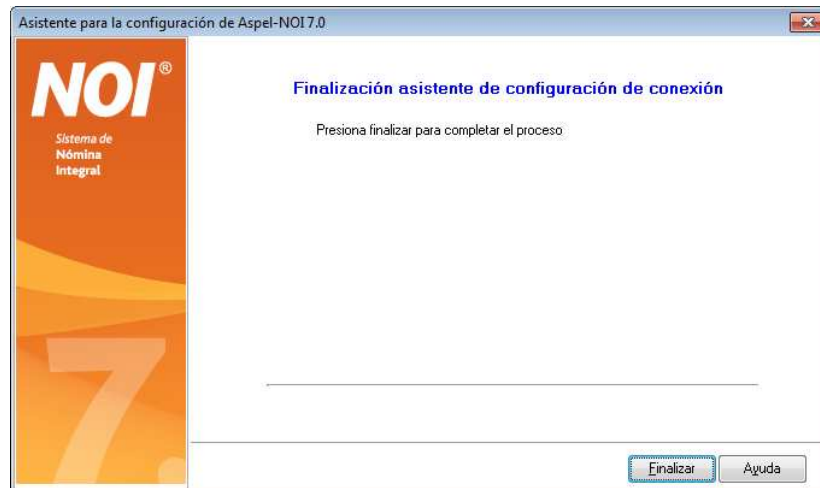 Asistente para la configuración de Aspel-NOI 7.0
NOI®
Sistema de
Nómina
Integral
Finalización asistente de configuración de conexión
Presiona finalizar para completar el proceso
7.
Finalizar
Ayuda